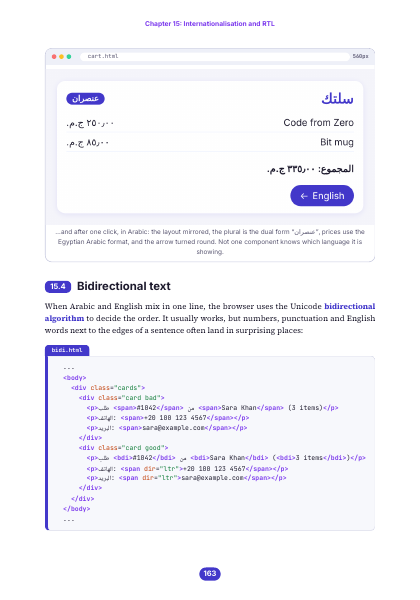 Chapter 15: Internationalisation and RTL
cart.html
560px
سلتك
عنصران
Code from Zero
٢٥٠٫٠٠ ج.م.
Bit mug
٨٥٫٠٠ ج.م.
المجموع: ٣٣٥٫٠٠ ج.م.
← English
…and after one click, in Arabic: the layout mirrored, the plural is the dual form "عنصران", prices use the
Egyptian Arabic format, and the arrow turned round. Not one component knows which language it is
showing.
15.4 Bidirectional text
When Arabic and English mix in one line, the browser uses the Unicode bidirectional
algorithm to decide the order. It usually works, but numbers, punctuation and English
words next to the edges of a sentence often land in surprising places:
bidi.html
---
<body>
<div class="cards">
<div class="card bad">
<p>طلب <span>#1042</span> من <span>Sara Khan</span> (3 items)</p>
<p>الهاتف: <span>+20 100 123 4567</span></p>
<p>البريد: <span>sara@example.com</span></p>
</div>
<div class="card good">
<p>طلب <bdi>#1042</bdi> من <bdi>Sara Khan</bdi> (<bdi>3 items</bdi>)</p>
<p>الهاتف: <span dir="ltr">+20 100 123 4567</span></p>
<p>البريد: <span dir="ltr">sara@example.com</span></p>
</div>
</div>
</body>
---
163